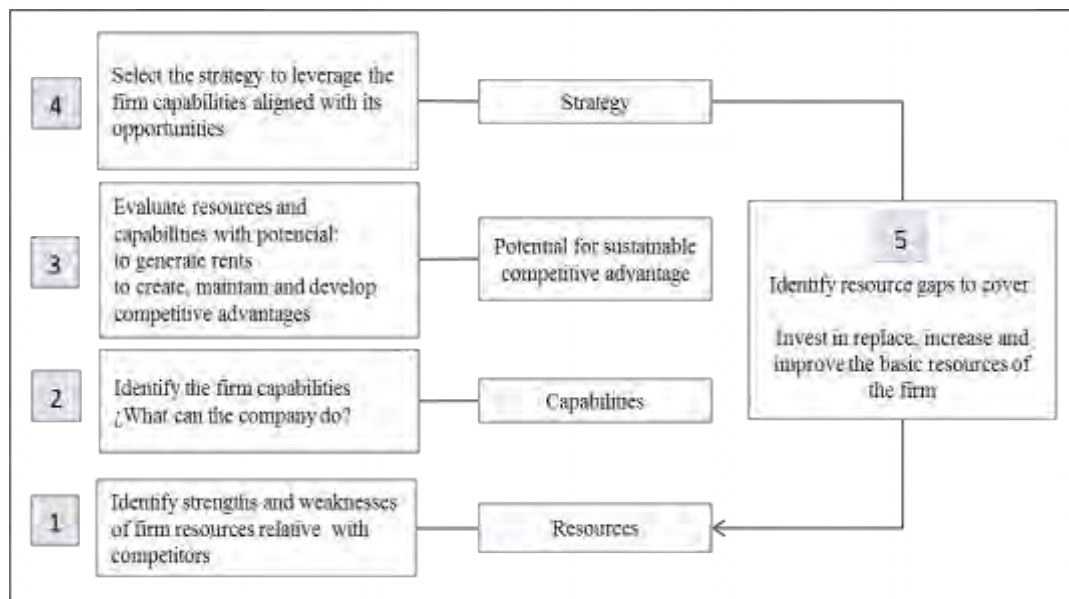 4
Select the strategy to leverage the
firm capabilities aligned with its
opportunities
Strategy
3
Evaluate resources and
capabilities with potencial:
to generate rents
to create, maintain and develop
competitive advantages
Potential for sustainable
competitive advantage
5
Identify resource gaps to cover
Invest in replace, increase and
improve the basic resources of
the firm
2
Identify the firm capabilities
¿What can the company do?
Capabilities
1
Identify strengths and weaknesses
of firm resources relative with
competitors
Resources